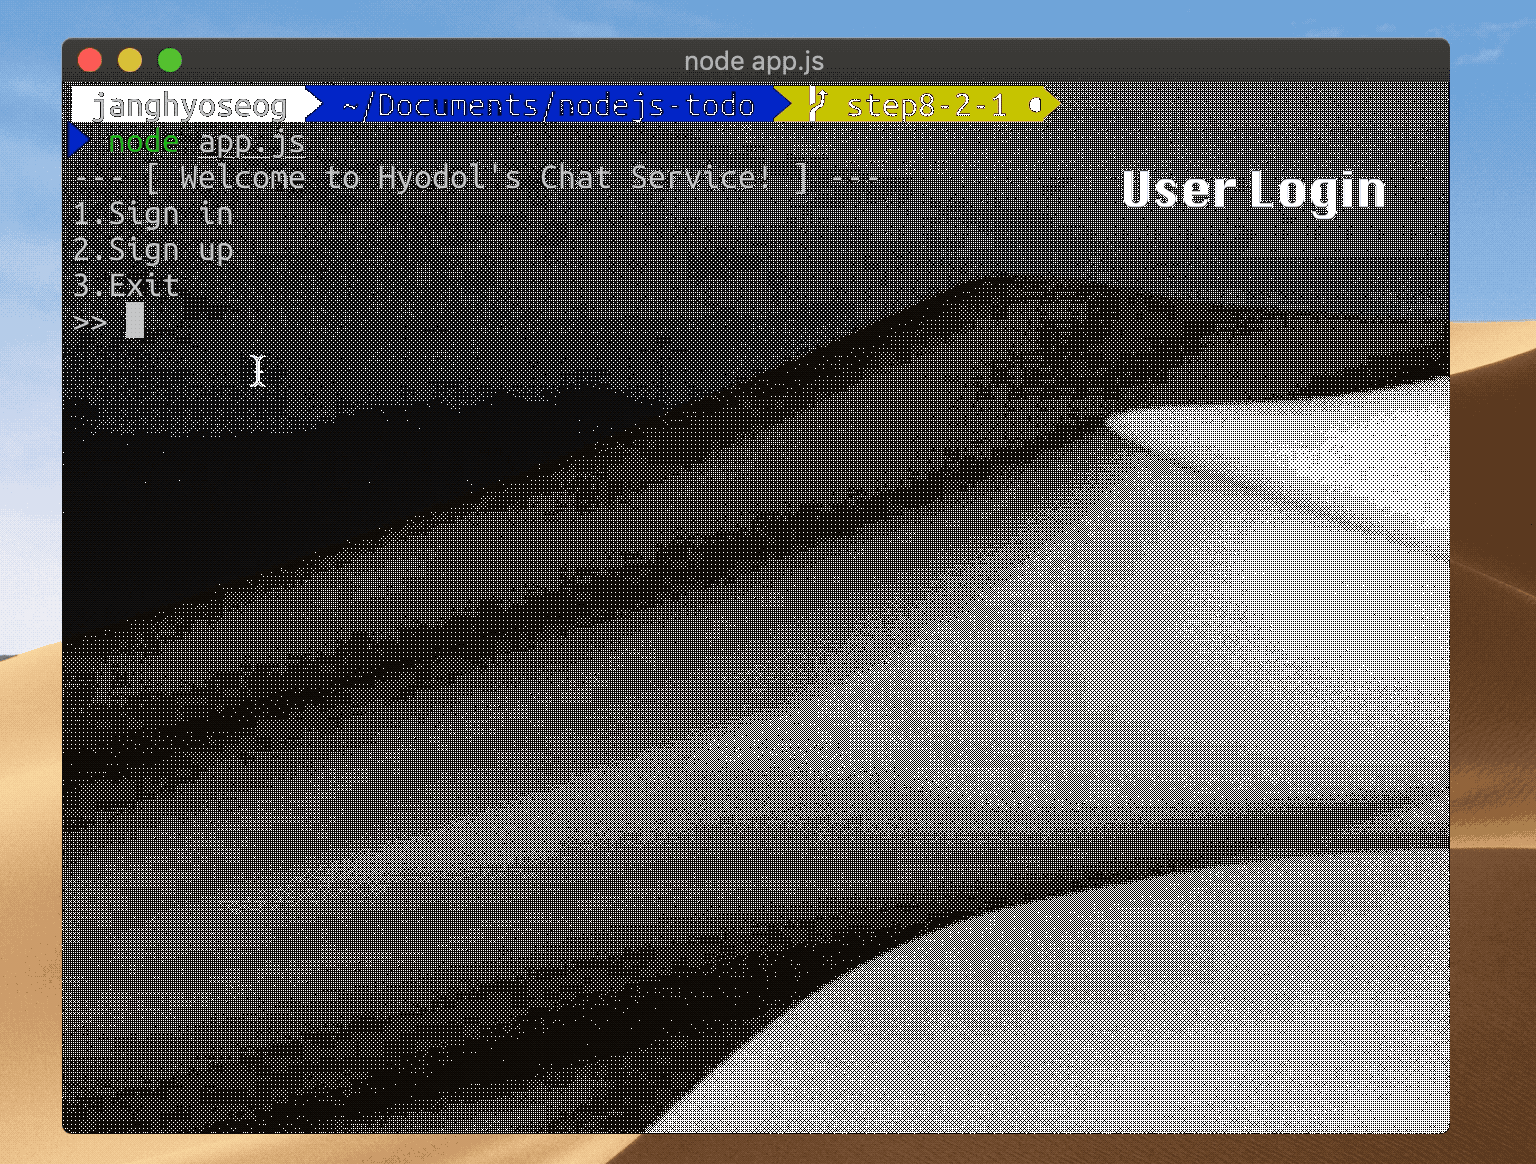 node app.js
janghyoseog ~/Documents/nodejs-todo step8-2-1
node app.js
--- [ Welcome to Hyodol's Chat Service! ] ---
User Login
1.Sign in
2.Sign up
3.Exit
>>